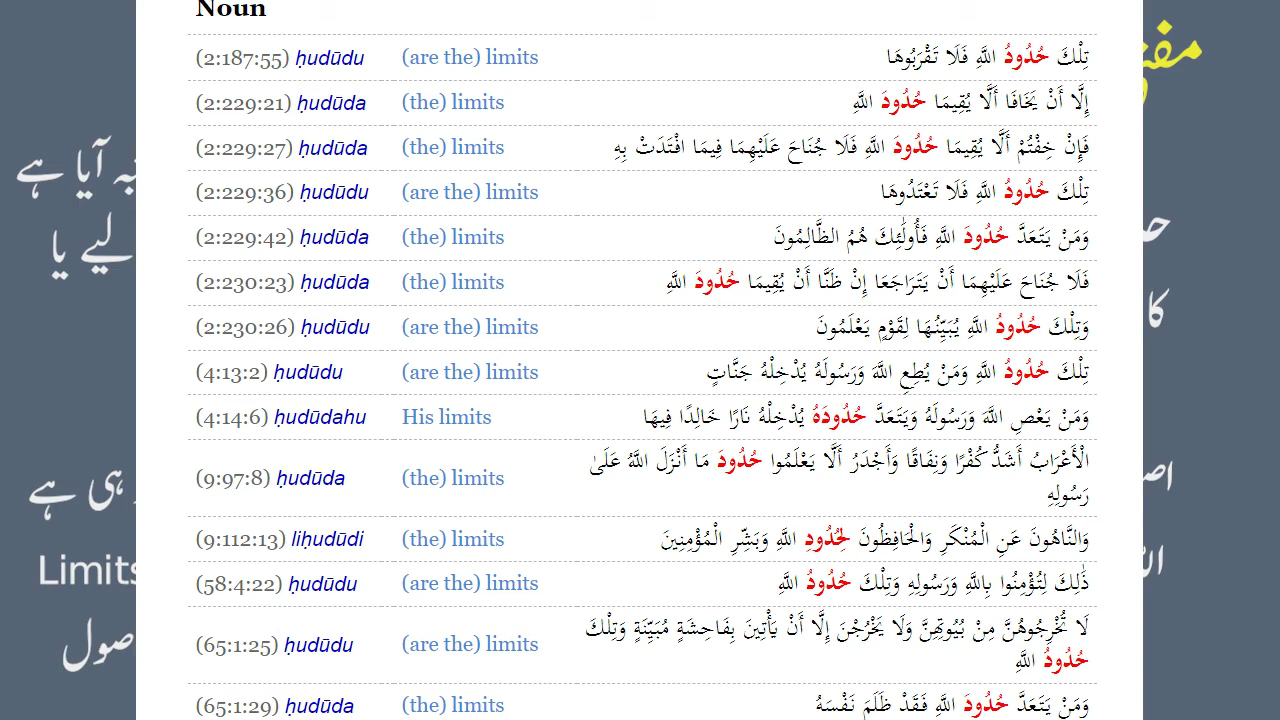 Noun
(2:187:55) ḥudūdu (are the) limits تِلْكَ حُدُودُ اللَّهِ فَلَا تَقْرَبُوهَا
(2:229:21) ḥudūda (the) limits إِلَّا أَنْ يَخَافَا أَلَّا يُقِيمَا حُدُودَ اللَّهِ
(2:229:27) ḥudūda (the) limits فَإِنْ خِفْتُمْ أَلَّا يُقِيمَا حُدُودَ اللَّهِ فَلَا جُنَاحَ عَلَيْهِمَا فِيمَا افْتَدَتْ بِهِ
(2:229:36) ḥudūdu (are the) limits تِلْكَ حُدُودُ اللَّهِ فَلَا تَعْتَدُوهَا
(2:229:42) ḥudūda (the) limits وَمَنْ يَتَعَدَّ حُدُودَ اللَّهِ فَأُولَٰئِكَ هُمُ الظَّالِمُونَ
(2:230:23) ḥudūda (the) limits فَلَا جُنَاحَ عَلَيْهِمَا أَنْ يَتَرَاجَعَا إِنْ ظَنَّا أَنْ يُقِيمَا حُدُودَ اللَّهِ
(2:230:26) ḥudūdu (are the) limits وَتِلْكَ حُدُودُ اللَّهِ يُبَيِّنُهَا لِقَوْمٍ يَعْلَمُونَ
(4:13:2) ḥudūdu (are the) limits تِلْكَ حُدُودُ اللَّهِ وَمَنْ يُطِعِ اللَّهَ وَرَسُولَهُ يُدْخِلْهُ جَنَّاتٍ
(4:14:6) ḥudūdahu His limits وَمَنْ يَعْصِ اللَّهَ وَرَسُولَهُ وَيَتَعَدَّ حُدُودَهُ يُدْخِلْهُ نَارًا خَالِدًا فِيهَا
(9:97:8) ḥudūda (the) limits الْأَعْرَابُ أَشَدُّ كُفْرًا وَنِفَاقًا وَأَجْدَرُ أَلَّا يَعْلَمُوا حُدُودَ مَا أَنْزَلَ اللَّهُ عَلَىٰ
رَسُولِهِ
(9:112:13) liḥudūdi (the) limits وَالنَّاهُونَ عَنِ الْمُنْكَرِ وَالْحَافِظُونَ لِحُدُودِ اللَّهِ وَبَشِّرِ الْمُؤْمِنِينَ
(58:4:22) ḥudūdu (are the) limits ذَٰلِكَ لِتُؤْمِنُوا بِاللَّهِ وَرَسُولِهِ وَتِلْكَ حُدُودُ اللَّهِ
(65:1:25) ḥudūdu (are the) limits لَا تُخْرِجُوهُنَّ مِنْ بُيُوتِهِنَّ وَلَا يَخْرُجْنَ إِلَّا أَنْ يَأْتِينَ بِفَاحِشَةٍ مُبَيِّنَةٍ وَتِلْكَ
حُدُودُ اللَّهِ
(65:1:29) ḥudūda (the) limits وَمَنْ يَتَعَدَّ حُدُودَ اللَّهِ فَقَدْ ظَلَمَ نَفْسَهُ
آیا ہے
لیے یا
کا
ہی ہے
Limits